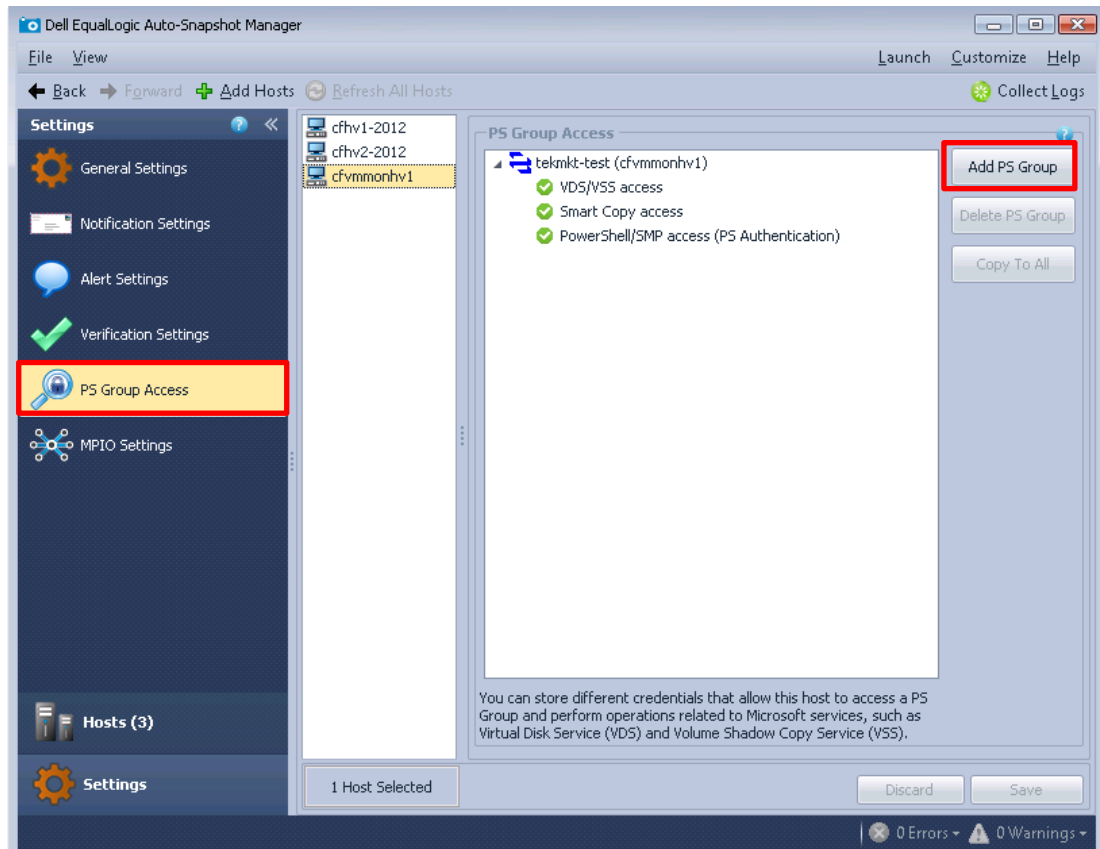 Dell EqualLogic Auto-Snapshot Manager
File View Launch Customize Help
Back Forward Add Hosts Refresh All Hosts Collect Logs
Settings
General Settings
Notification Settings
Alert Settings
Verification Settings
PS Group Access
MPIO Settings
Hosts (3)
Settings
cfhv1-2012
cfhv2-2012
cfvmmonhv1
1 Host Selected
PS Group Access
tekmkt-test (cfvmmonhv1)
VDS/VSS access
Smart Copy access
PowerShell/SMP access (PS Authentication)
Add PS Group
Delete PS Group
Copy To All
You can store different credentials that allow this host to access a PS
Group and perform operations related to Microsoft services, such as
Virtual Disk Service (VDS) and Volume Shadow Copy Service (VSS).
Discard Save
0 Errors 0 Warnings